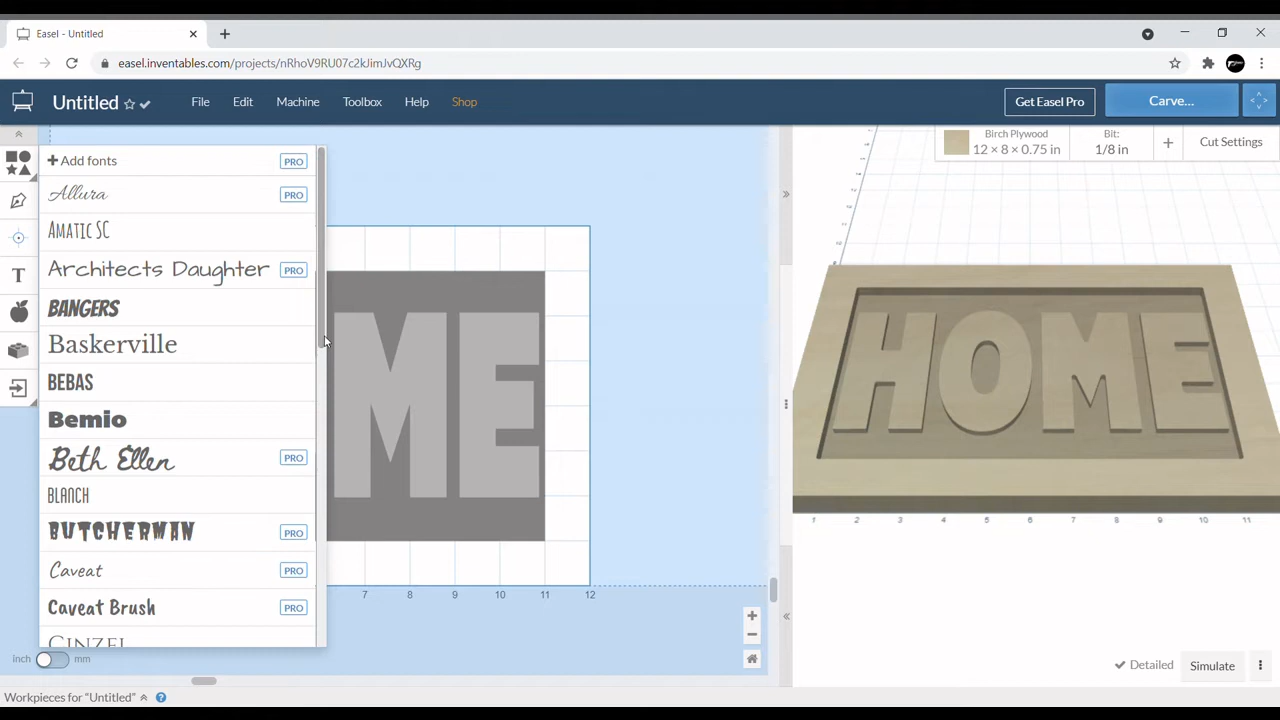 Easel - Untitled
easel.inventables.com/projects/nRhoV9RU07c2kJimJvQXRg
Untitled File Edit Machine Toolbox Help Shop Get Easel Pro Carve...
Birch Plywood
12 × 8 × 0.75 in
Bit:
1/8 in
Cut Settings
Add fonts PRO
Allura PRO
AMATIC SC
Architects Daughter PRO
BANGERS
Baskerville
BEBAS
Bemio
Beth Ellen PRO
BLANCH
BUTCHERMAN PRO
Caveat PRO
Caveat Brush PRO
CINZEL
T
ME
7 8 9 10 11 12
HOME
1 2 3 4 5 6 7 8 9 10 11
inch mm
Detailed Simulate
Workpieces for "Untitled"